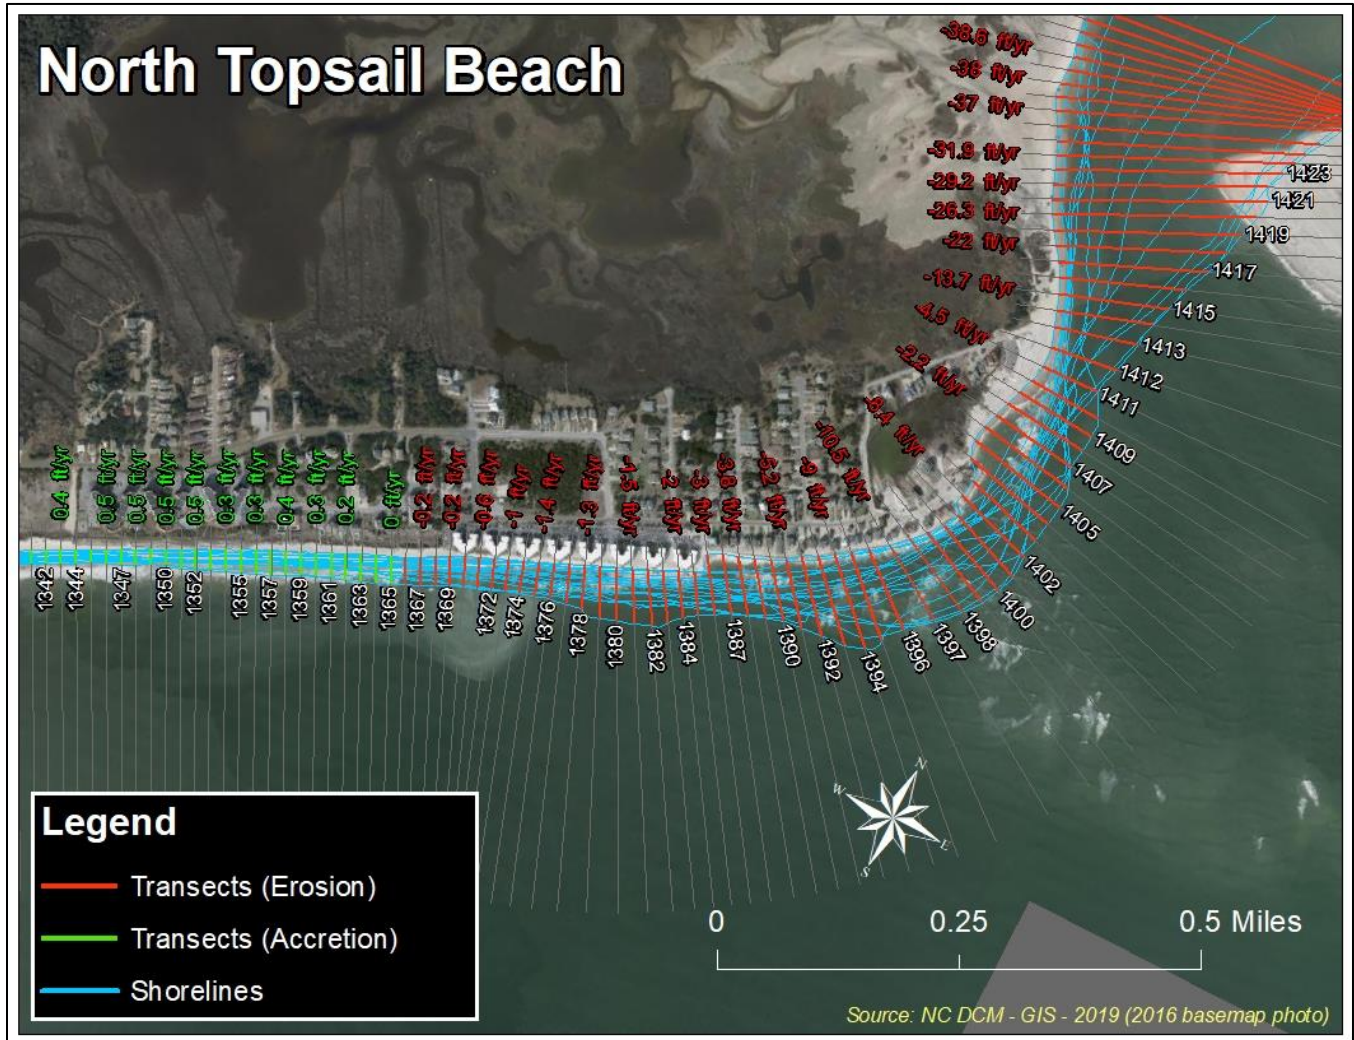 North Topsail Beach
-38.6 ft/yr
-38 ft/yr
-37 ft/yr
-31.9 ft/yr
-29.2 ft/yr
-26.3 ft/yr
-22 ft/yr
-13.7 ft/yr
-4.5 ft/yr
-2.2 ft/yr
-6.4 ft/yr
-10.5 ft/yr
-9 ft/yr
-5.2 ft/yr
-3.8 ft/yr
-3 ft/yr
-2 ft/yr
-1.5 ft/yr
-1.3 ft/yr
-1.4 ft/yr
-1 ft/yr
-0.6 ft/yr
-0.2 ft/yr
-0.2 ft/yr
0 ft/yr
0.2 ft/yr
0.3 ft/yr
0.4 ft/yr
0.3 ft/yr
0.3 ft/yr
0.5 ft/yr
0.5 ft/yr
0.5 ft/yr
0.5 ft/yr
0.4 ft/yr
1342
1344
1347
1350
1352
1355
1357
1359
1361
1363
1365
1367
1369
1372
1374
1376
1378
1380
1382
1384
1387
1390
1392
1394
1396
1397
1398
1400
1402
1405
1407
1409
1411
1412
1413
1415
1417
1419
1421
1423
N
W
E
S
Legend
Transects (Erosion)
Transects (Accretion)
Shorelines
0 0.25 0.5 Miles
Source: NC DCM - GIS - 2019 (2016 basemap photo)